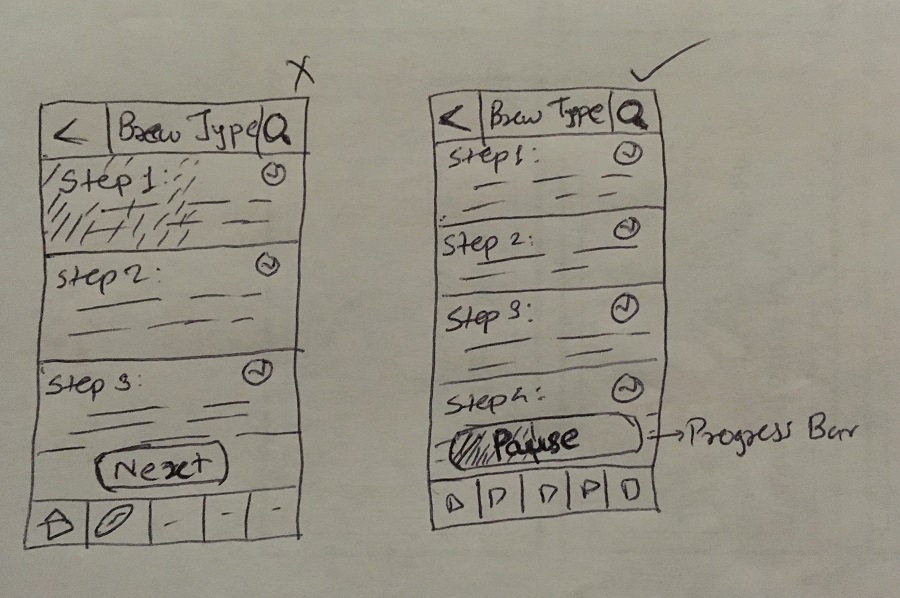 Brew Type
Step 1:
Step 2:
Step 3:
Next
Brew Type
Step 1:
Step 2:
Step 3:
Step 4:
Pause
Progress Bar